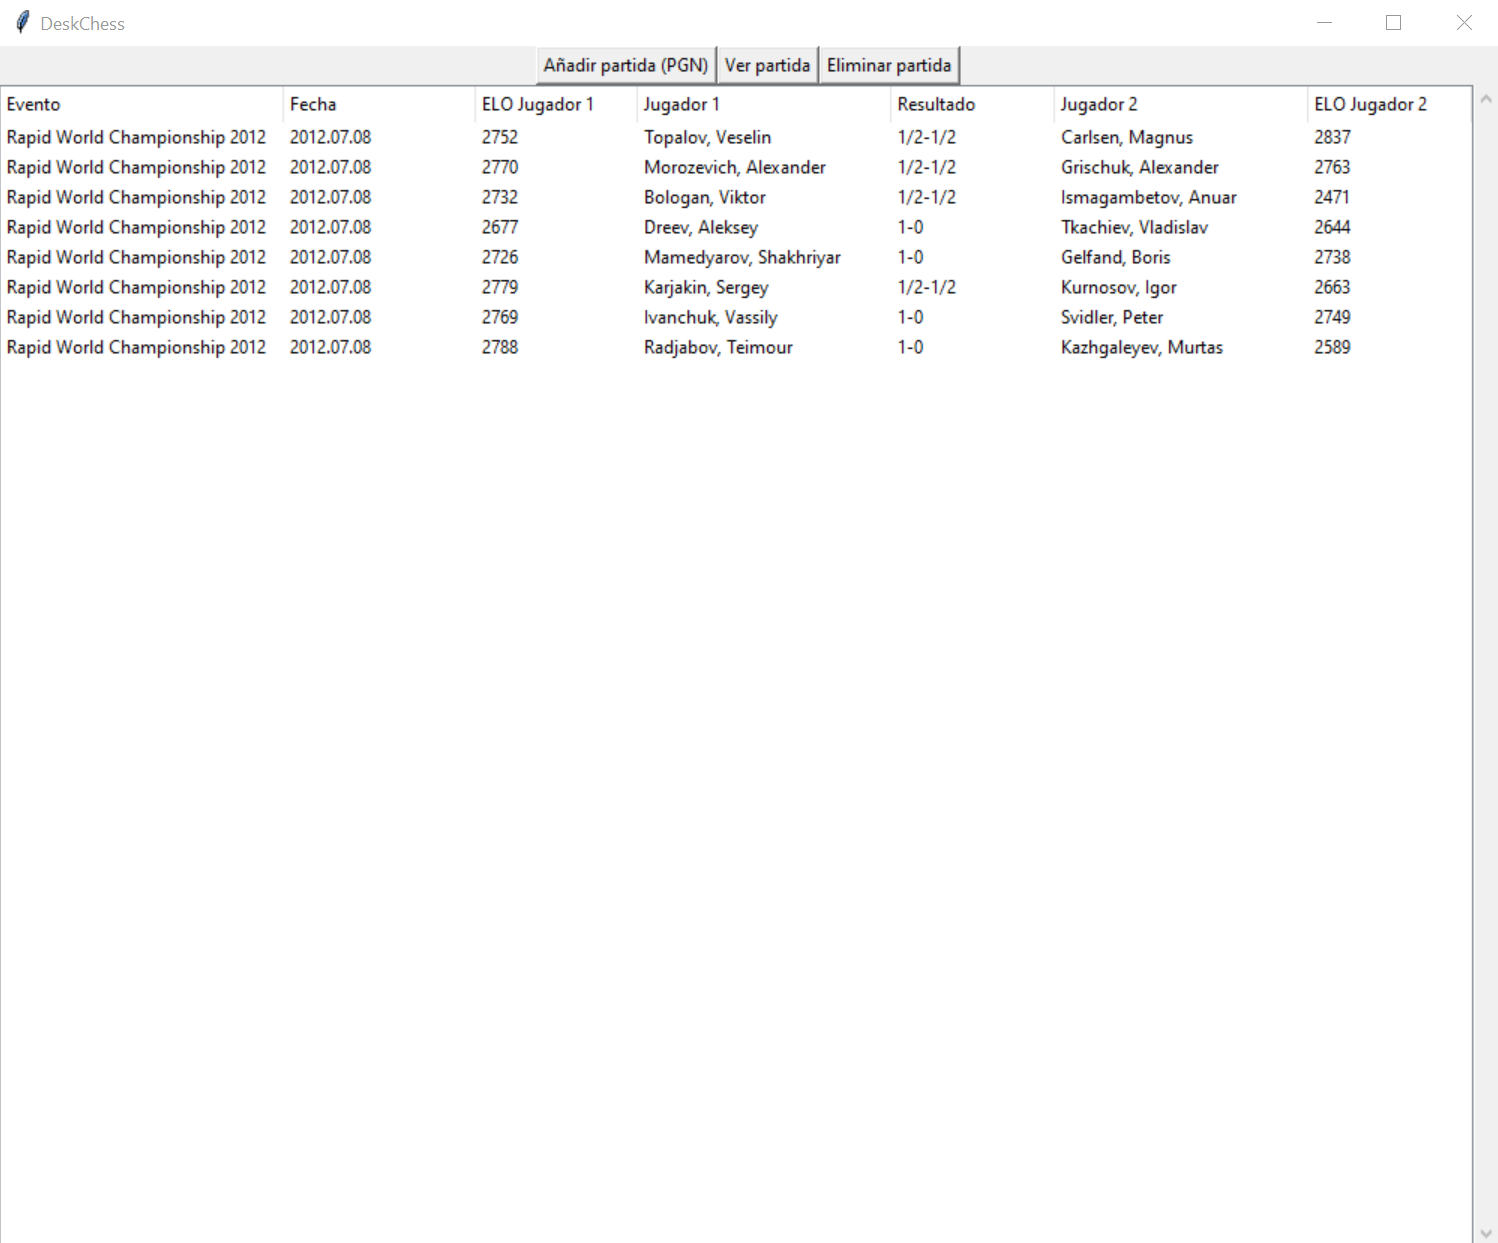 DeskChess
Añadir partida (PGN) Ver partida Eliminar partida
Evento Fecha ELO Jugador 1 Jugador 1 Resultado Jugador 2 ELO Jugador 2
Rapid World Championship 2012 2012.07.08 2752 Topalov, Veselin 1/2-1/2 Carlsen, Magnus 2837
Rapid World Championship 2012 2012.07.08 2770 Morozevich, Alexander 1/2-1/2 Grischuk, Alexander 2763
Rapid World Championship 2012 2012.07.08 2732 Bologan, Viktor 1/2-1/2 Ismagambetov, Anuar 2471
Rapid World Championship 2012 2012.07.08 2677 Dreev, Aleksey 1-0 Tkachiev, Vladislav 2644
Rapid World Championship 2012 2012.07.08 2726 Mamedyarov, Shakhriyar 1-0 Gelfand, Boris 2738
Rapid World Championship 2012 2012.07.08 2779 Karjakin, Sergey 1/2-1/2 Kurnosov, Igor 2663
Rapid World Championship 2012 2012.07.08 2769 Ivanchuk, Vassily 1-0 Svidler, Peter 2749
Rapid World Championship 2012 2012.07.08 2788 Radjabov, Teimour 1-0 Kazhgaleyev, Murtas 2589